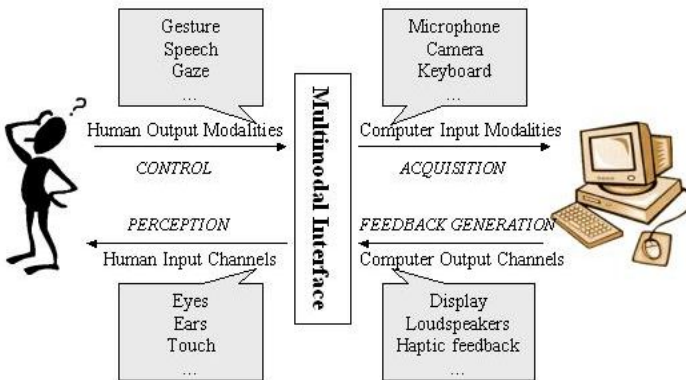 Gesture
Speech
Gaze
...
Microphone
Camera
Keyboard
...
?
Human Output Modalities
CONTROL
Multimodal Interface
Computer Input Modalities
ACQUISITION
PERCEPTION
Human Input Channels
FEEDBACK GENERATION
Computer Output Channels
Eyes
Ears
Touch
...
Display
Loudspeakers
Haptic feedback
...